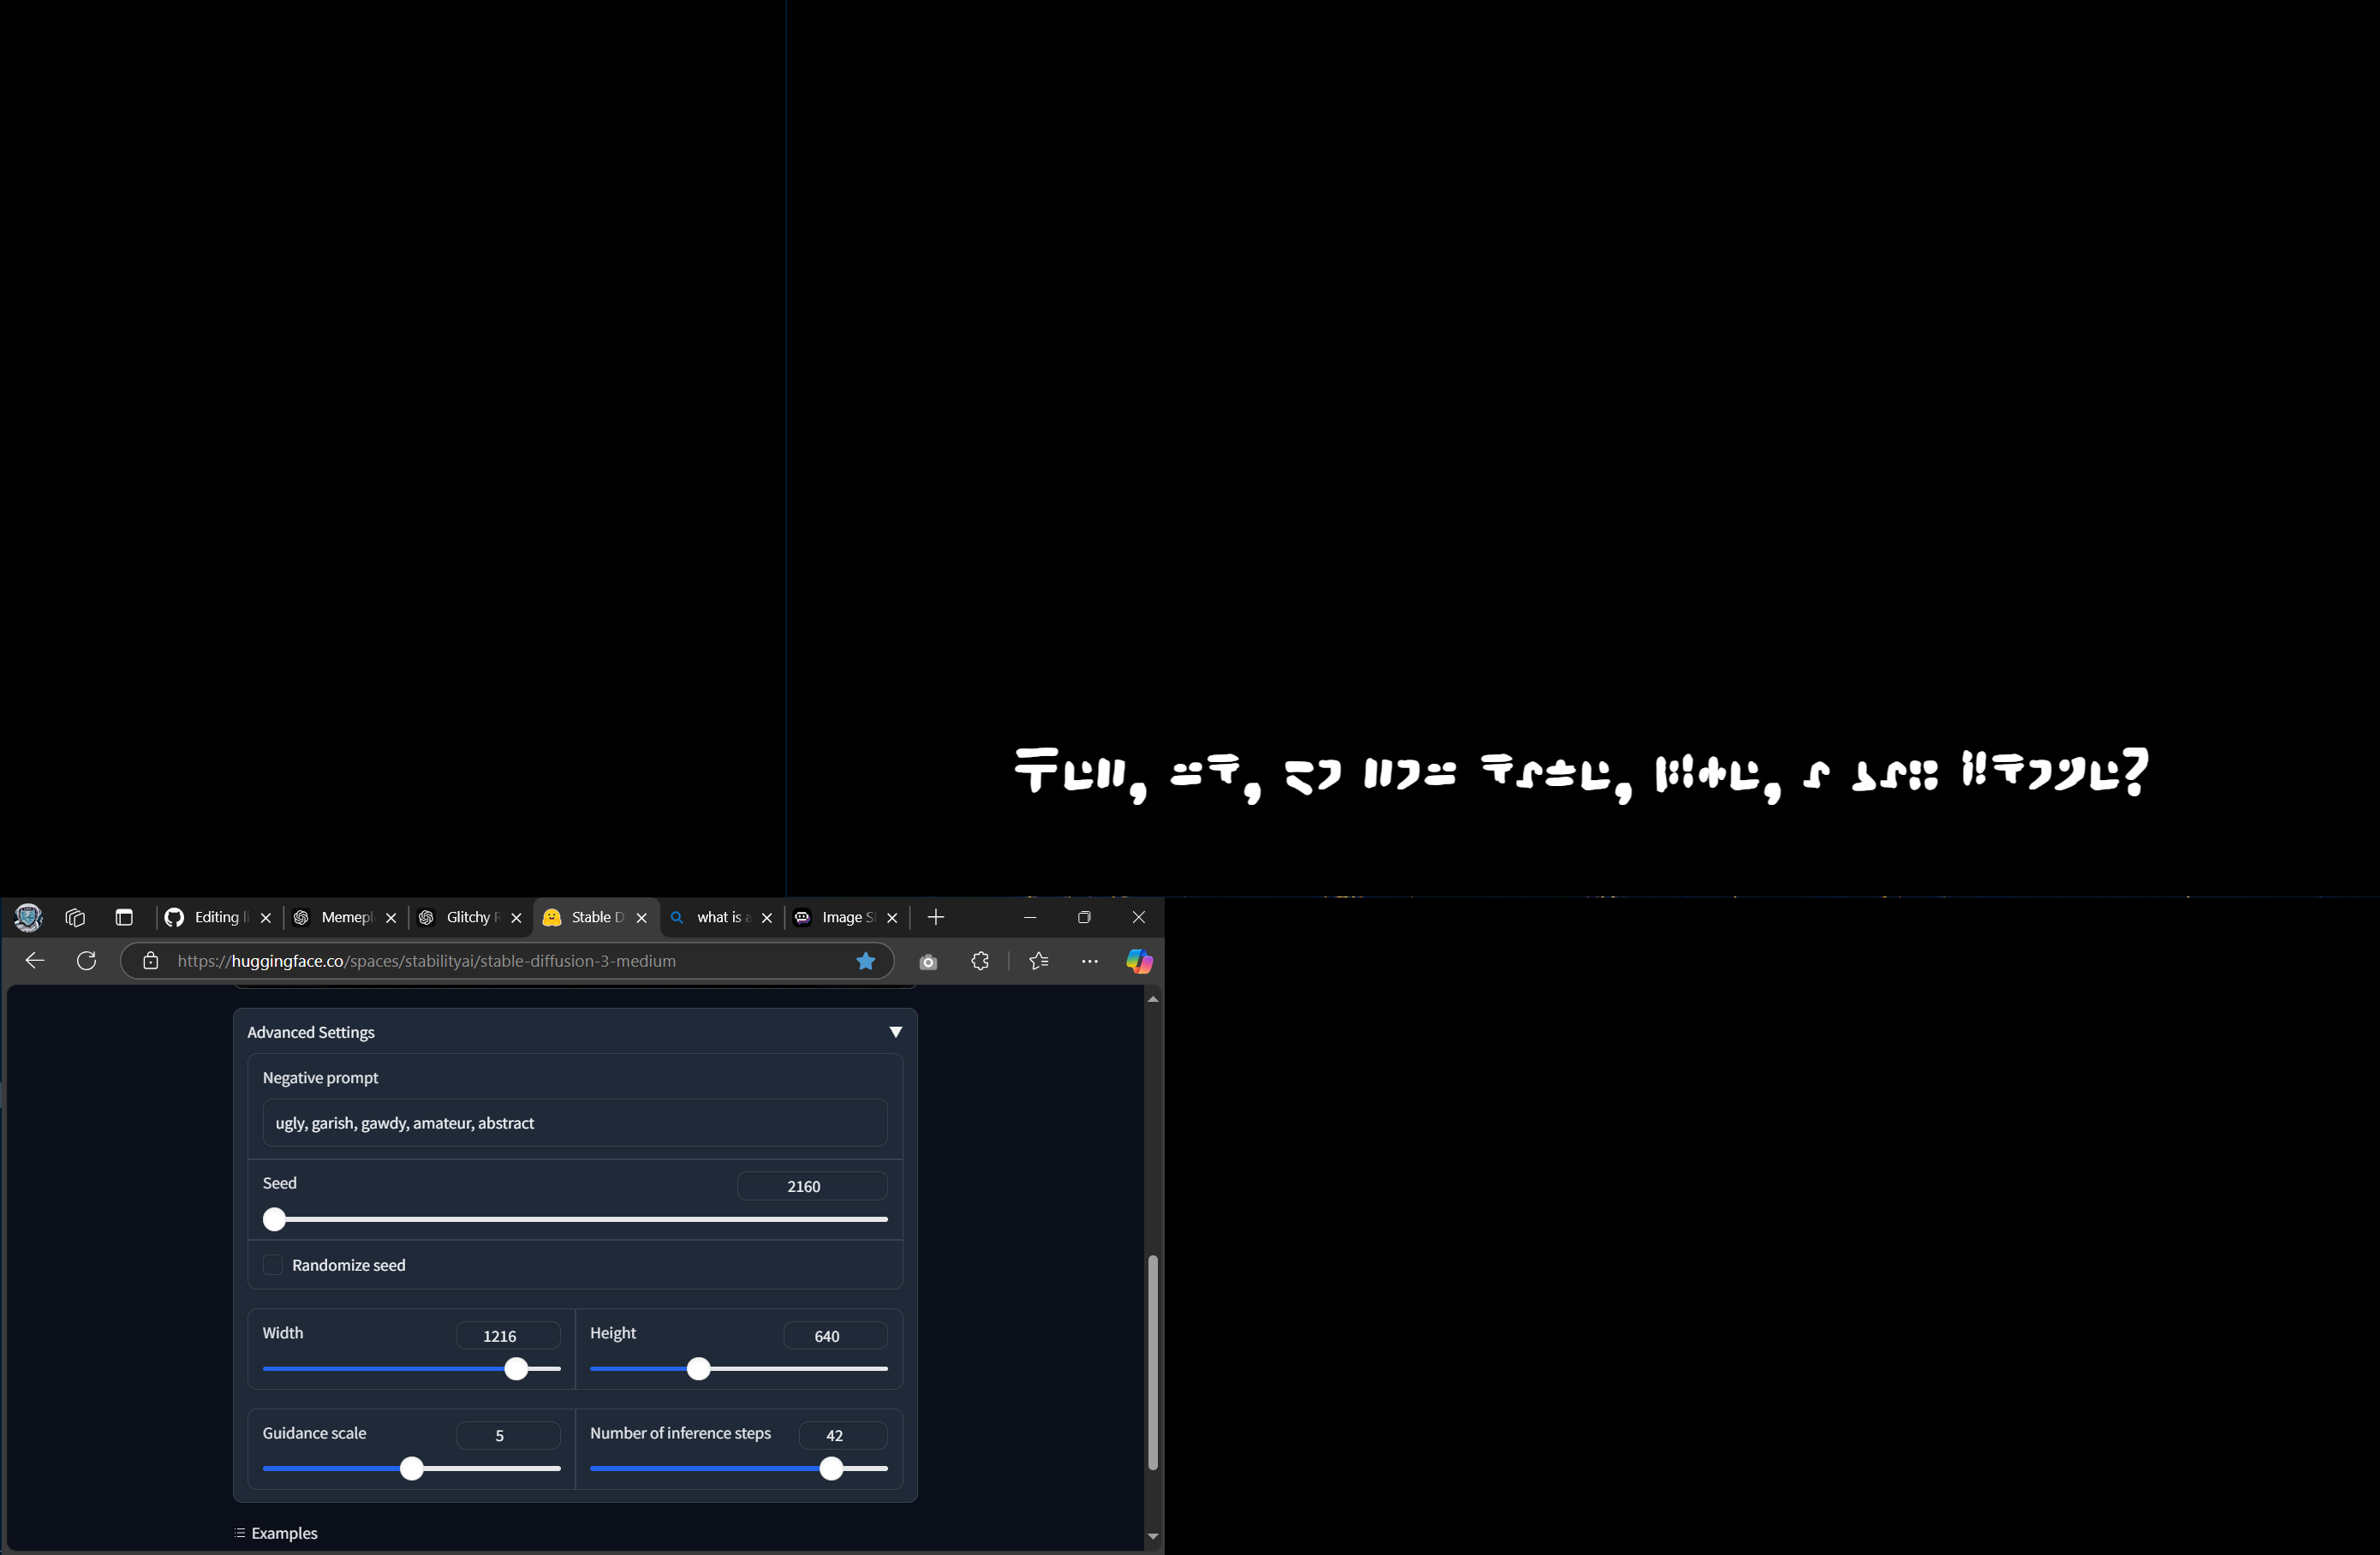 Editing li
Memepl
Glitchy R
Stable D
what is a
Image S
https://huggingface.co/spaces/stabilityai/stable-diffusion-3-medium
Advanced Settings
Negative prompt
ugly, garish, gawdy, amateur, abstract
Seed
2160
Randomize seed
Width
1216
Height
640
Guidance scale
5
Number of inference steps
42
Examples